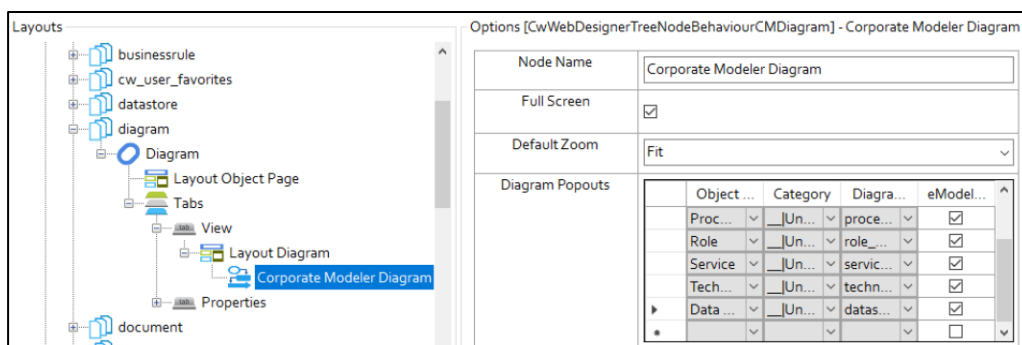 Layouts
businessrule
cw_user_favorites
datastore
diagram
Diagram
Layout Object Page
Tabs
View
Layout Diagram
Corporate Modeler Diagram
Properties
document
Options [CwWebDesignerTreeNodeBehaviourCMDiagram] - Corporate Modeler Diagram
Node Name
Corporate Modeler Diagram
Full Screen
Default Zoom
Fit
Diagram Popouts
Object ... Category Diagra... eModel...
Proc... __|Un... proce...
Role __|Un... role_...
Service __|Un... servic...
Tech... __|Un... techn...
Data ... __|Un... datas...